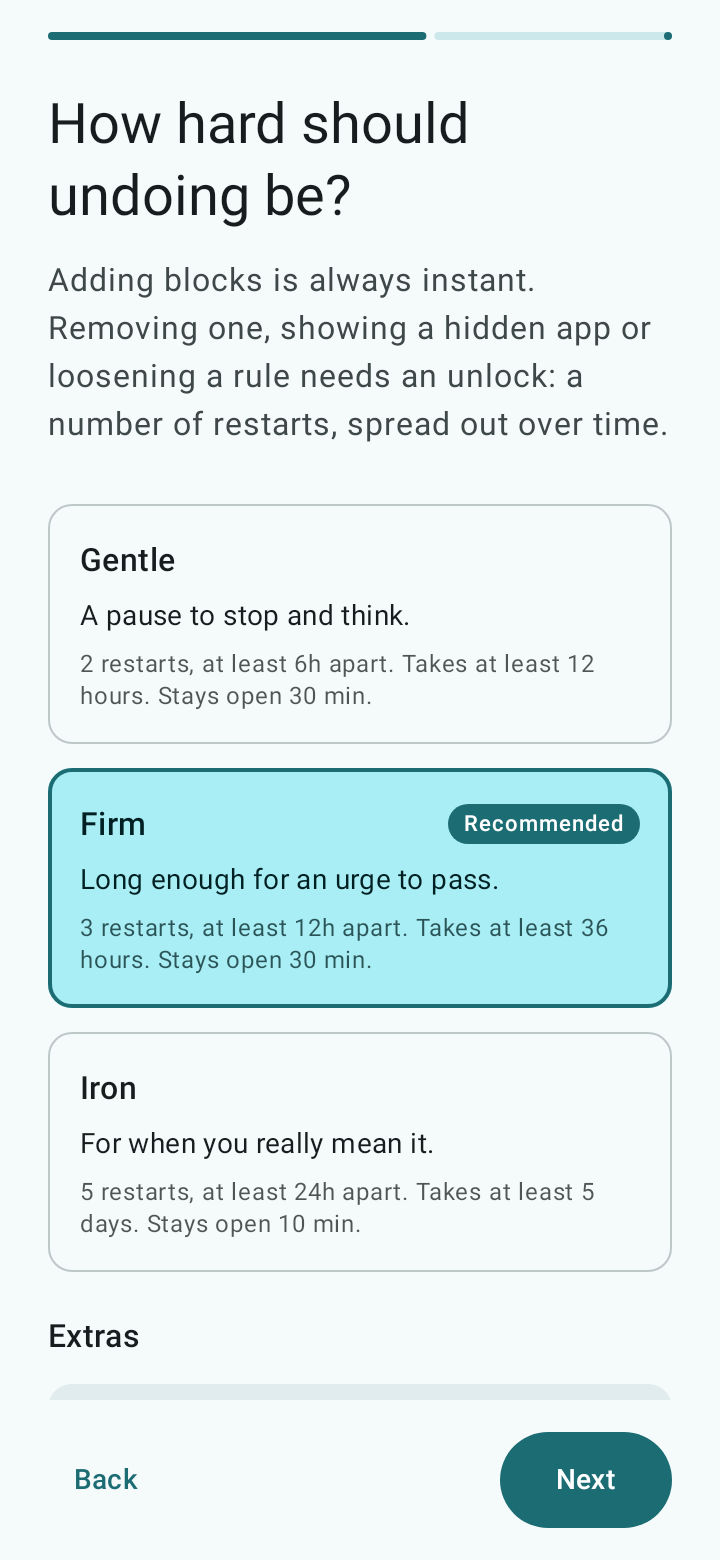 How hard should
undoing be?
Adding blocks is always instant.
Removing one, showing a hidden app or
loosening a rule needs an unlock: a
number of restarts, spread out over time.
Gentle
A pause to stop and think.
2 restarts, at least 6h apart. Takes at least 12
hours. Stays open 30 min.
Firm
Recommended
Long enough for an urge to pass.
3 restarts, at least 12h apart. Takes at least 36
hours. Stays open 30 min.
Iron
For when you really mean it.
5 restarts, at least 24h apart. Takes at least 5
days. Stays open 10 min.
Extras
Back
Next